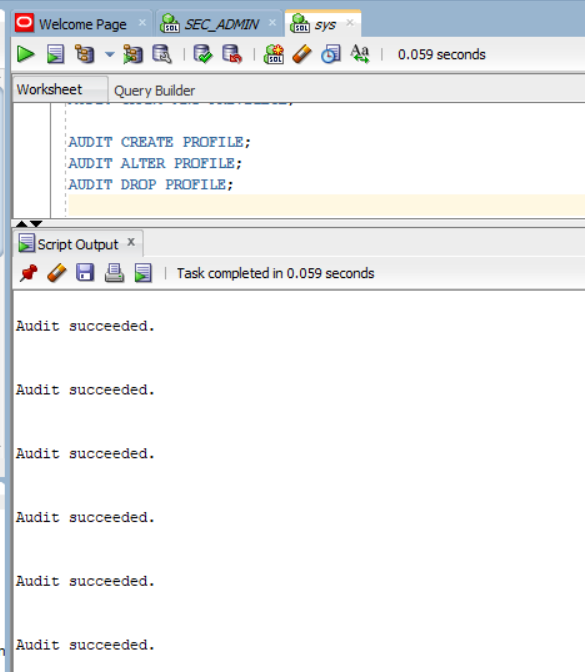 Welcome Page
SEC_ADMIN
sys
0.059 seconds
Worksheet
Query Builder
AUDIT CREATE PROFILE;
AUDIT ALTER PROFILE;
AUDIT DROP PROFILE;
Script Output
Task completed in 0.059 seconds
Audit succeeded.
Audit succeeded.
Audit succeeded.
Audit succeeded.
Audit succeeded.
Audit succeeded.